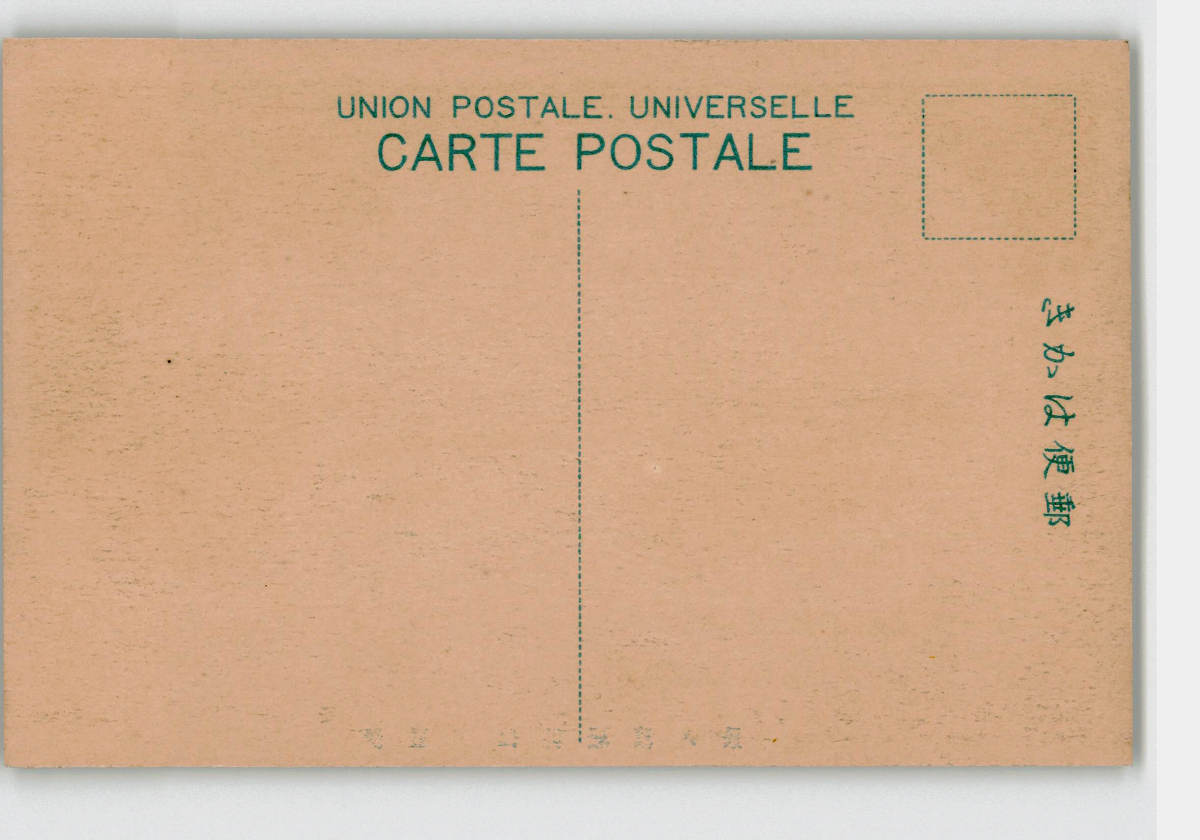 UNION POSTALE. UNIVERSELLE
CARTE POSTALE
きかは便郵